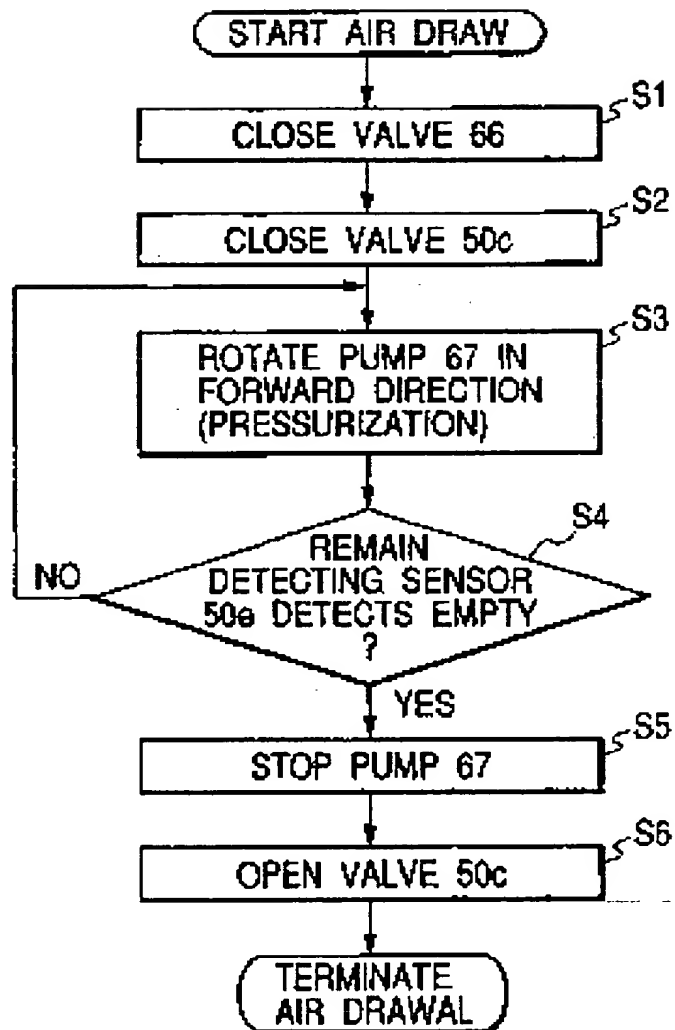 START AIR DRAW
S1
CLOSE VALVE 66
S2
CLOSE VALVE 50c
S3
ROTATE PUMP 67 IN
FORWARD DIRECTION
(PRESSURIZATION)
S4
REMAIN
DETECTING SENSOR
50e DETECTS EMPTY
?
NO
YES
S5
STOP PUMP 67
S6
OPEN VALVE 50c
TERMINATE
AIR DRAWAL